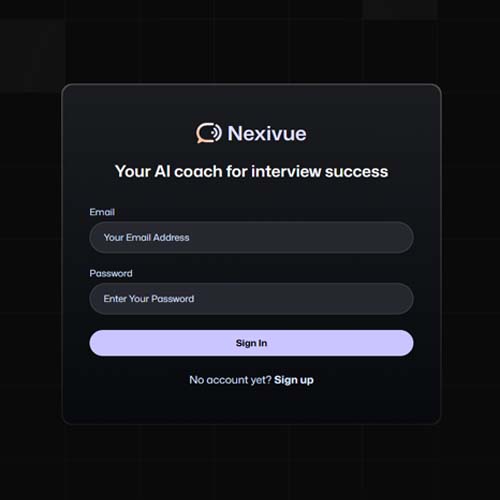 Nexivue
Your AI coach for interview success
Email
Your Email Address
Password
Enter Your Password
Sign In
No account yet? Sign up